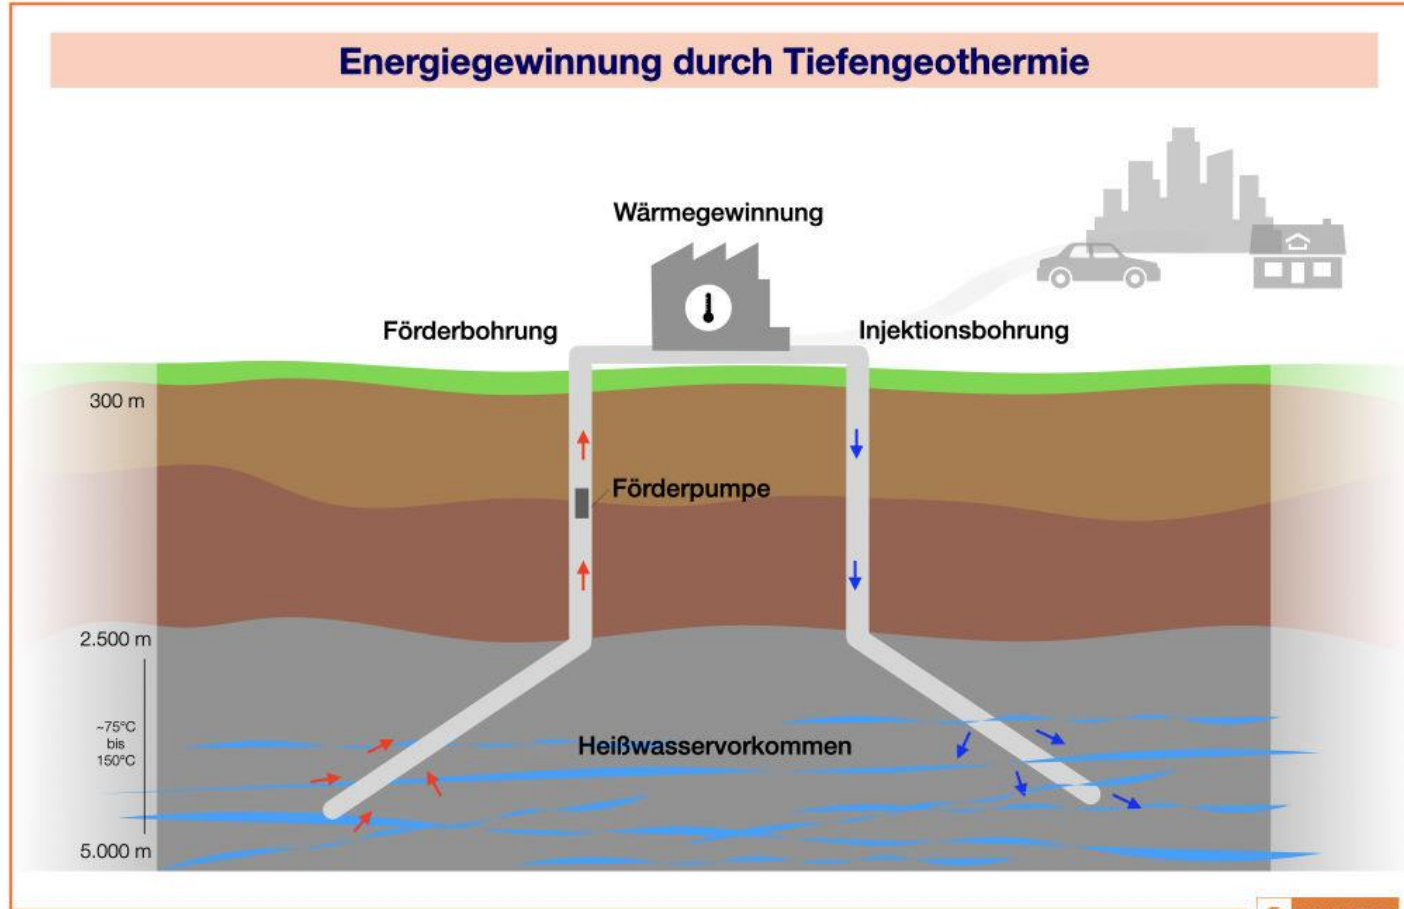 Energiegewinnung durch Tiefengeothermie
Wärmegewinnung
Förderbohrung
Injektionsbohrung
300 m
Förderpumpe
2.500 m
~75°C
bis
150°C
Heißwasservorkommen
5.000 m